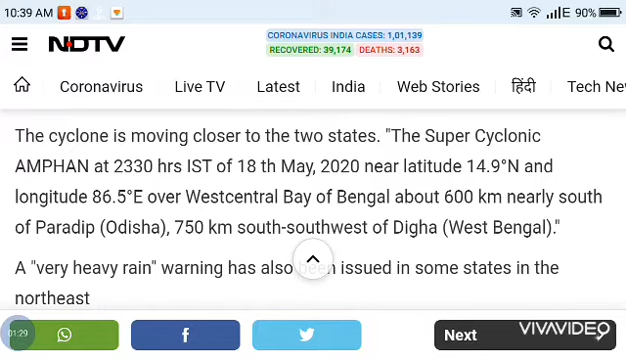 10:39 AM
E 90%
NDTV
CORONAVIRUS INDIA CASES: 1,01,139
RECOVERED: 39,174 DEATHS: 3,163
Coronavirus Live TV Latest India Web Stories हिंदी Tech Ne
The cyclone is moving closer to the two states. "The Super Cyclonic
AMPHAN at 2330 hrs IST of 18 th May, 2020 near latitude 14.9°N and
longitude 86.5°E over Westcentral Bay of Bengal about 600 km nearly south
of Paradip (Odisha), 750 km south-southwest of Digha (West Bengal)."
A "very heavy rain" warning has also been issued in some states in the
northeast
01:29
Next
VIVAVIDEO